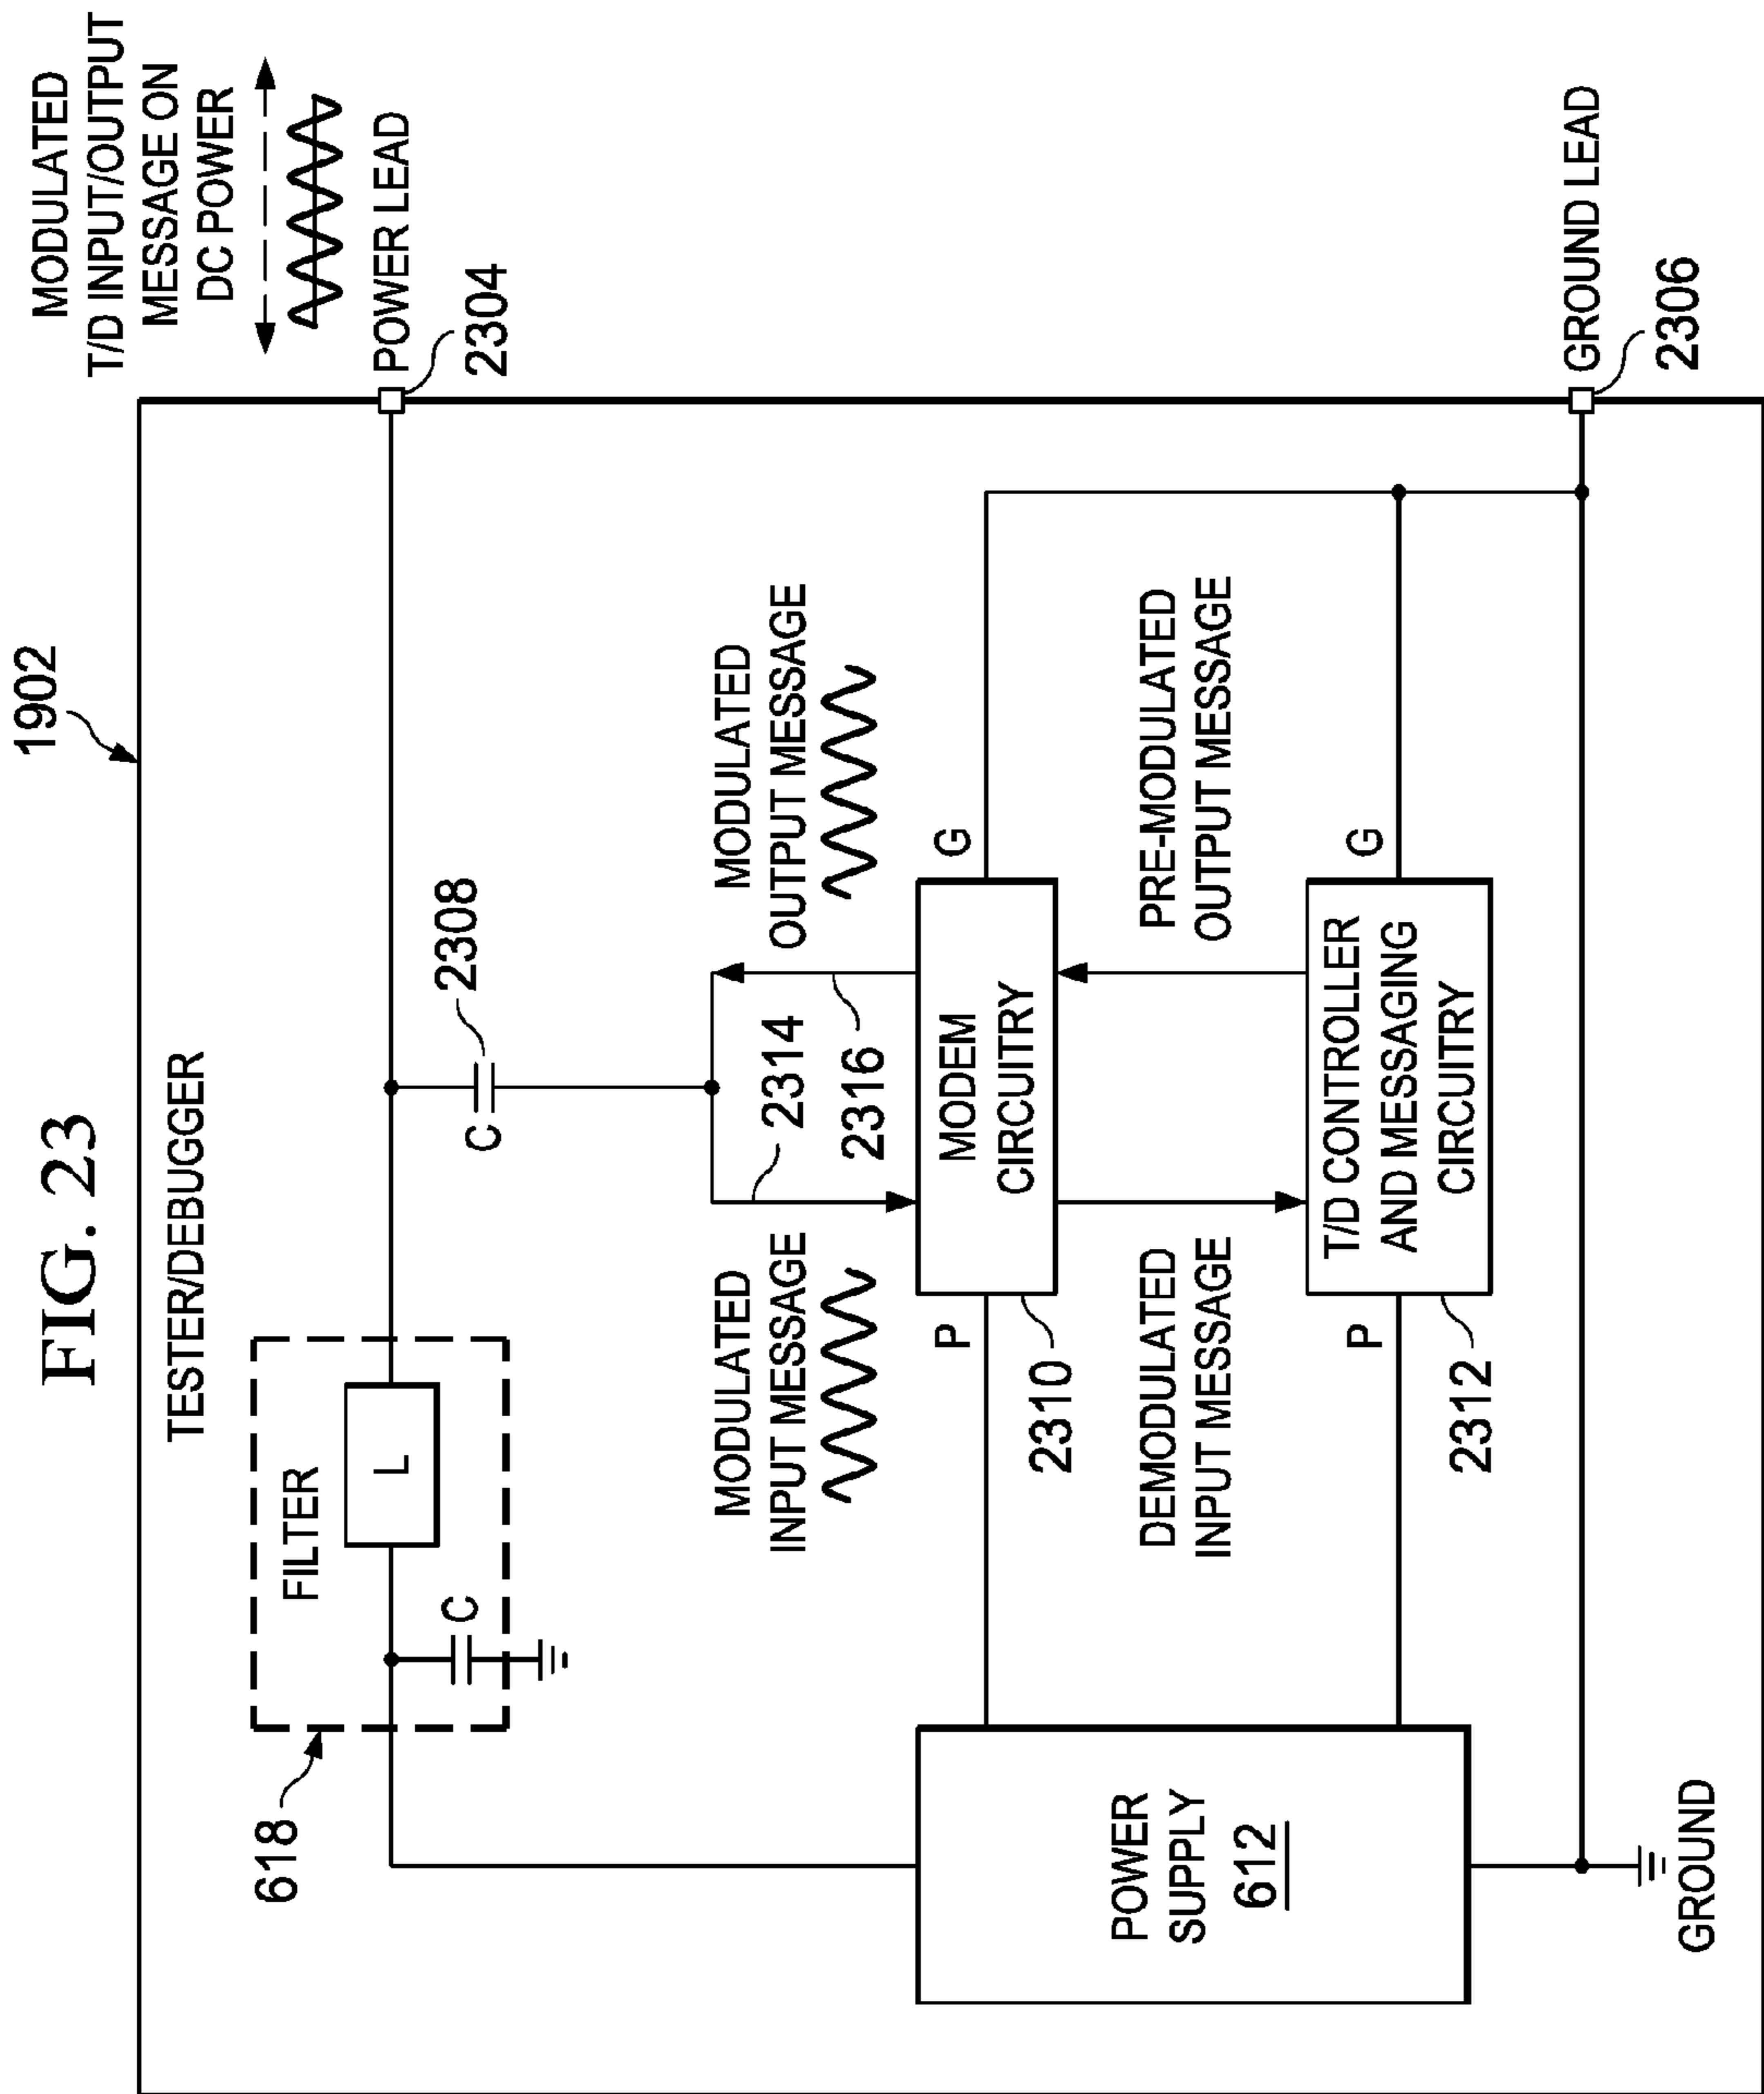 FIG. 23
1902
MODULATED
T/D INPUT/OUTPUT
MESSAGE ON
DC POWER
TESTER/DEBUGGER
618
FILTER
L
C
POWER LEAD
2304
C
2308
MODULATED
INPUT MESSAGE
2314
2316
MODULATED
OUTPUT MESSAGE
POWER
SUPPLY
612
P
MODEM
CIRCUITRY
G
2310
DEMODULATED
INPUT MESSAGE
PRE-MODULATED
OUTPUT MESSAGE
P
T/D CONTROLLER
AND MESSAGING
CIRCUITRY
G
2312
GROUND LEAD
2306
GROUND